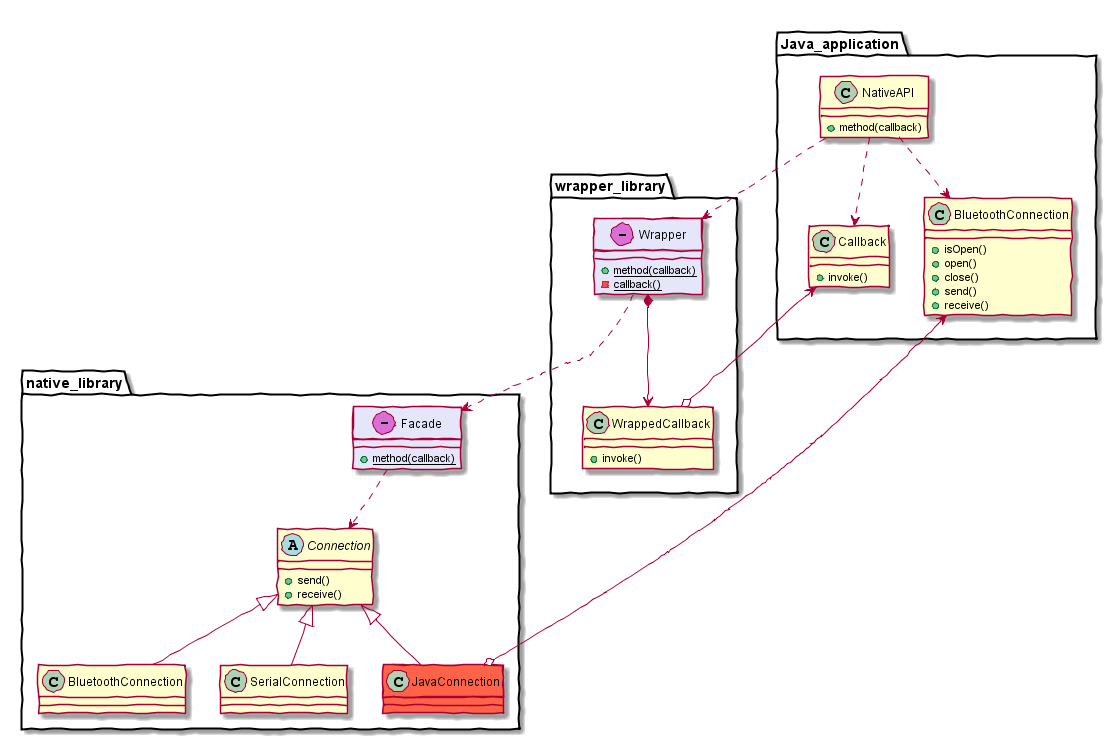 Java_application
C NativeAPI
method(callback)
wrapper_library
- Wrapper
method(callback)
callback()
C Callback
invoke()
C BluetoothConnection
isOpen()
open()
close()
send()
receive()
native_library
- Facade
method(callback)
C WrappedCallback
invoke()
A Connection
send()
receive()
C BluetoothConnection
C SerialConnection
C JavaConnection